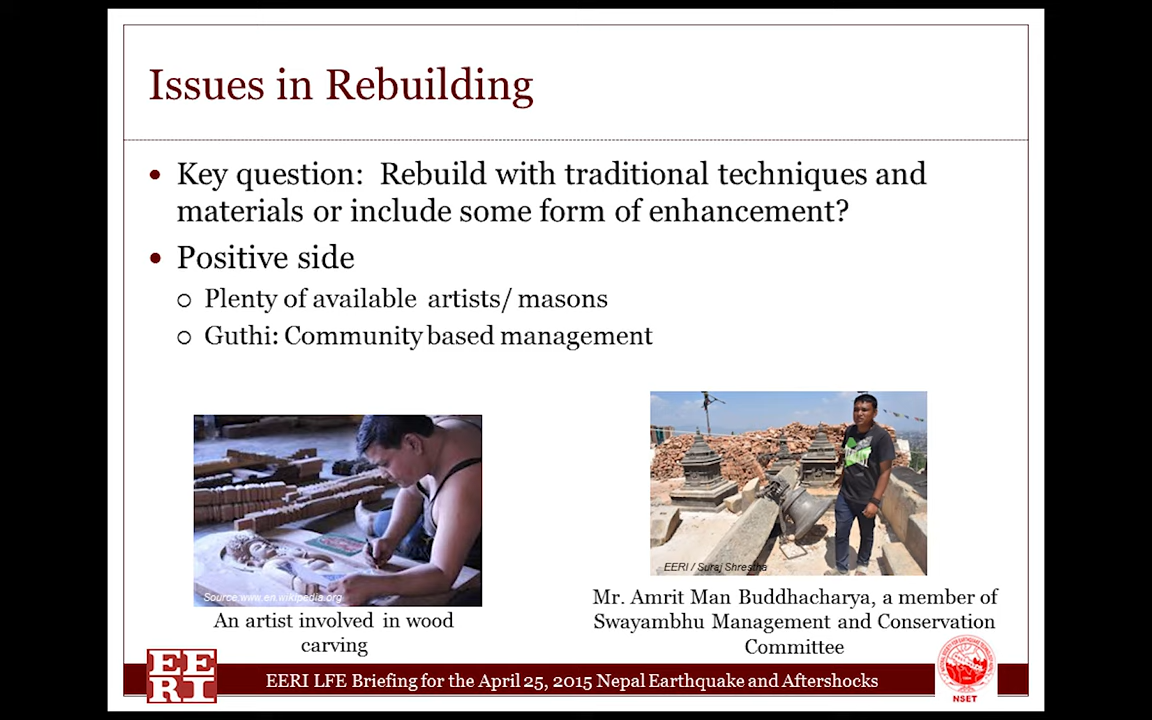 Issues in Rebuilding
Key question: Rebuild with traditional techniques and
materials or include some form of enhancement?
Positive side
Plenty of available artists/ masons
Guthi: Community based management
Source:www.en.wikipedia.org
An artist involved in wood
carving
EERI / Suraj Shrestha
Mr. Amrit Man Buddhacharya, a member of
Swayambhu Management and Conservation
Committee
EE
RI
EERI LFE Briefing for the April 25, 2015 Nepal Earthquake and Aftershocks
NSET